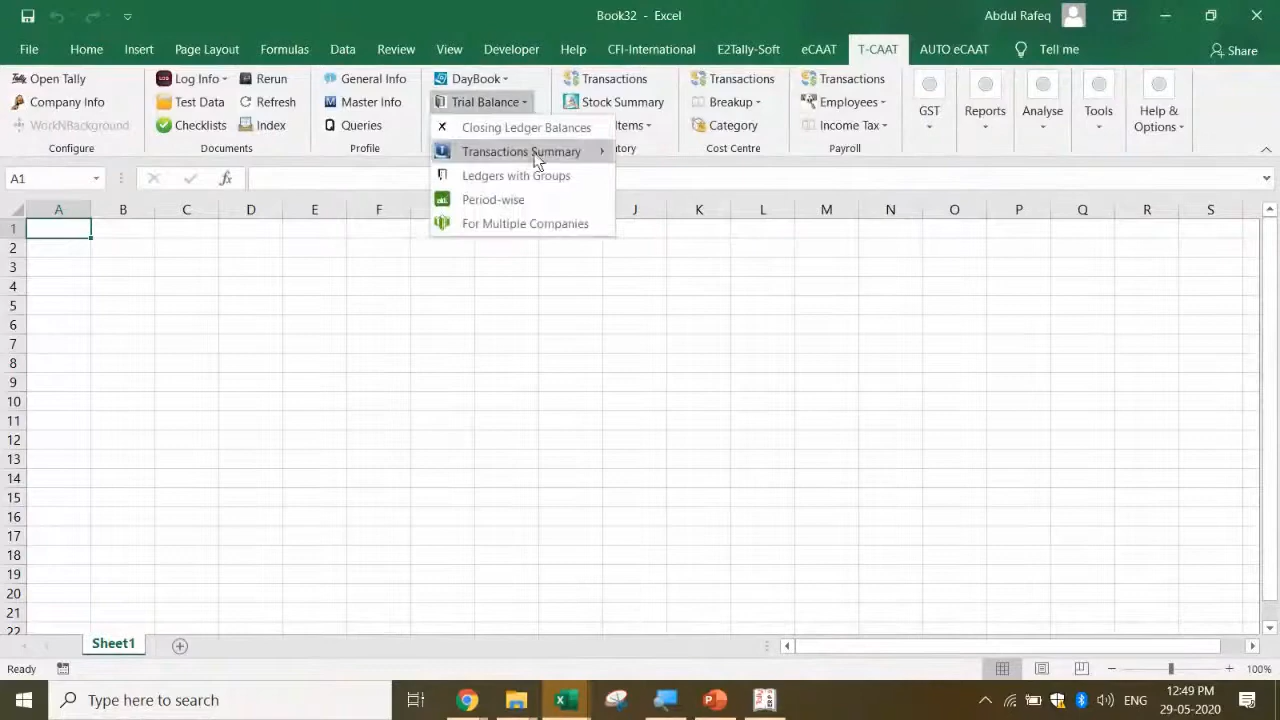 Book32 - Excel
Abdul Rafeq
File Home Insert Page Layout Formulas Data Review View Developer Help CFI-International E2Tally-Soft eCAAT T-CAAT AUTO eCAAT Tell me Share
Open Tally Log Info Rerun General Info DayBook Transactions Transactions Transactions
Company Info Test Data Refresh Master Info Trial Balance Stock Summary Breakup Employees GST Reports Analyse Tools Help &
WorkNBackground Checklists Index Queries Items Category Income Tax Options
Configure Documents Profile Cost Centre Payroll
Closing Ledger Balances
Transactions Summary
Ledgers with Groups
Period-wise
For Multiple Companies
A1 fx
A B C D E F J K L M N O P Q R S
1
2
3
4
5
6
7
8
9
10
11
12
13
14
15
16
17
18
19
20
21
22
Sheet1
Ready 100%
Type here to search ENG 12:49 PM
29-05-2020